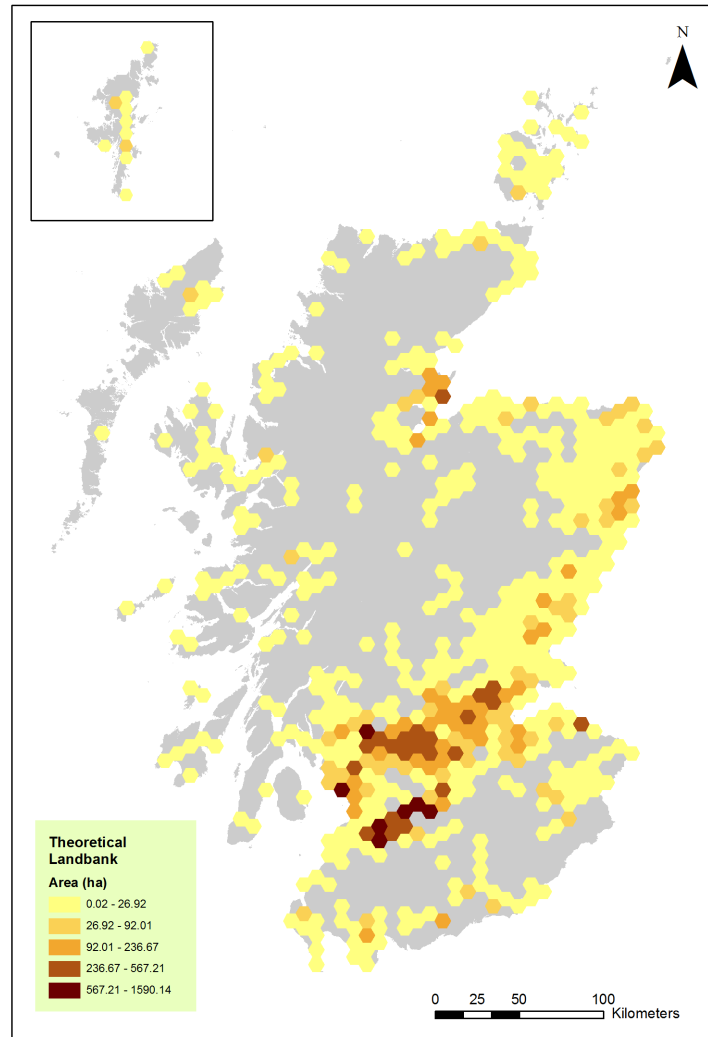 N
Theoretical
Landbank
Area (ha)
0.02 - 26.92
26.92 - 92.01
92.01 - 236.67
236.67 - 567.21
567.21 - 1590.14
0 25 50 100
Kilometers